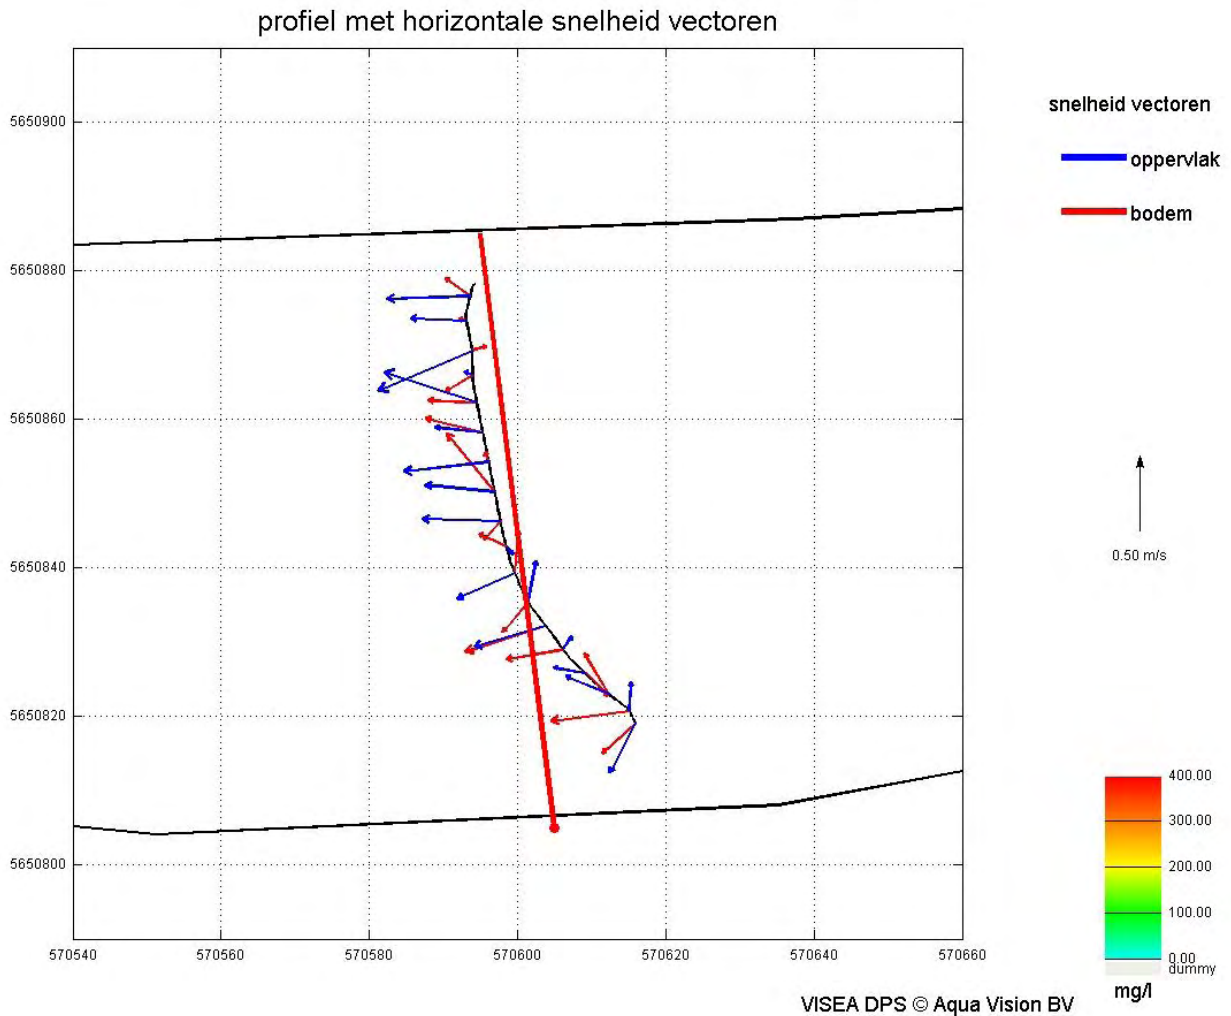 profiel met horizontale snelheid vectoren
snelheid vectoren
oppervlak
bodem
5650900
5650880
5650860
5650840
5650820
5650800
0.50 m/s
400.00
300.00
200.00
100.00
0.00
dummy
mg/l
570540 570560 570580 570600 570620 570640 570660
VISEA DPS © Aqua Vision BV